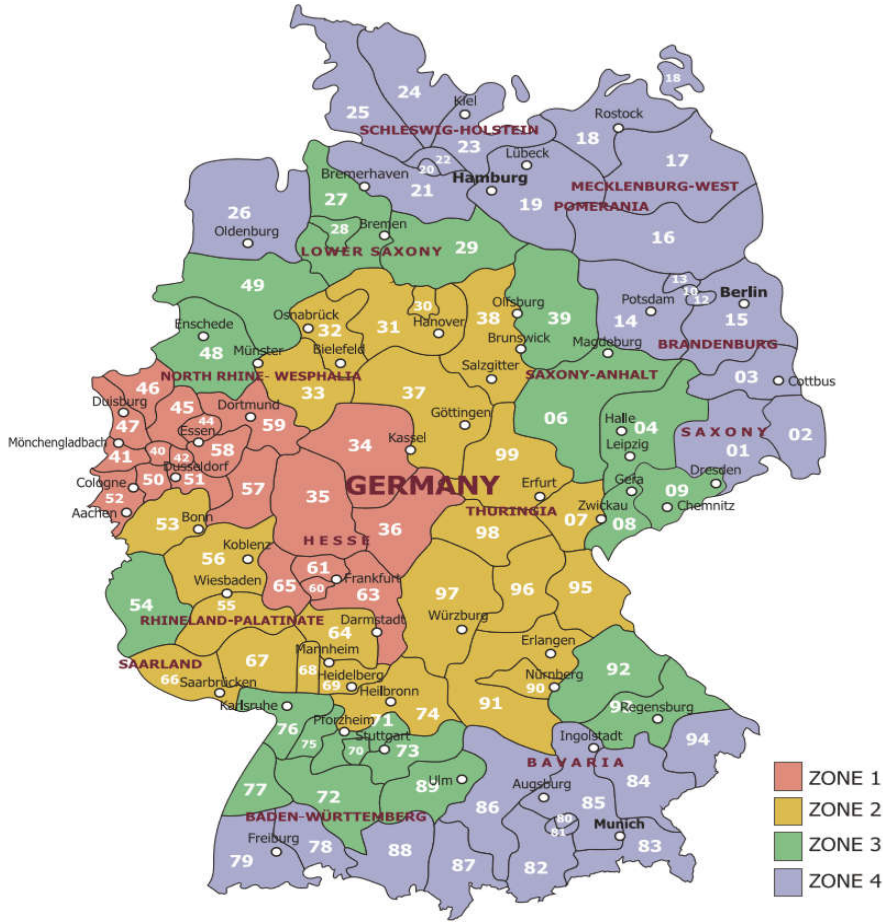 18
24
25
Kiel
Rostock
SCHLESWIG-HOLSTEIN
18
23
17
22
20
Lübeck
Bremerhaven
21
Hamburg
MECKLENBURG-WEST
POMERANIA
27
19
26
Oldenburg
28
Bremen
16
LOWER SAXONY
29
13
10
12
Berlin
49
30
Olfsburg
Potsdam
Osnabrück
32
31
38
39
14
15
Enschede
Hanover
48
Münster
Bielefeld
Brunswick
Magdeburg
BRANDENBURG
NORTH RHINE- WESPHALIA
Salzgitter
SAXONY-ANHALT
03
Cottbus
46
33
37
Duisburg
45
Dortmund
06
47
44
Essen
59
Göttingen
Halle
04
SAXONY
02
Mönchengladbach
41
40
42
58
34
Kassel
99
Leipzig
01
Dusseldorf
Cologne
50
51
52
57
35
GERMANY
Erfurt
Gera
09
Dresden
Aachen
THURINGIA
07
Zwickau
08
Chemnitz
53
Bonn
36
98
HESSE
56
Koblenz
61
Wiesbaden
65
60
Frankfurt
63
97
96
95
54
55
RHINELAND-PALATINATE
64
Darmstadt
Würzburg
Mannheim
Erlangen
SAARLAND
66
67
68
Heidelberg
69
92
Saarbrücken
Heilbronn
90
Nürnberg
Karlsruhe
74
91
Regensburg
76
Pforzheim
71
75
70
Stuttgart
73
Ingolstadt
94
BAVARIA
77
72
89
Ulm
84
Augsburg
86
85
BADEN-WÜRTTEMBERG
80
81
Munich
Freiburg
79
78
88
87
82
83
ZONE 1
ZONE 2
ZONE 3
ZONE 4